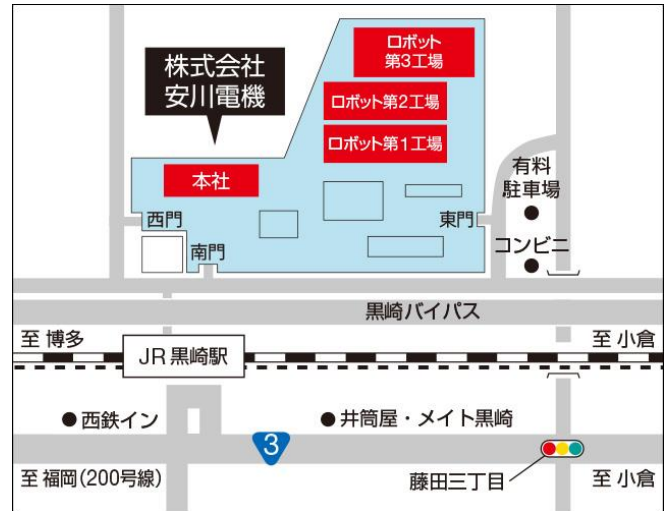 ロボット
第3工場
株式会社
安川電機
ロボット第2工場
ロボット第1工場
有料
駐車場
本社
西門
東門
コンビニ
南門
黒崎バイパス
至 博多
JR 黒崎駅
至 小倉
西鉄イン
井筒屋・メイト黒崎
3
至 福岡(200号線)
藤田三丁目
至 小倉